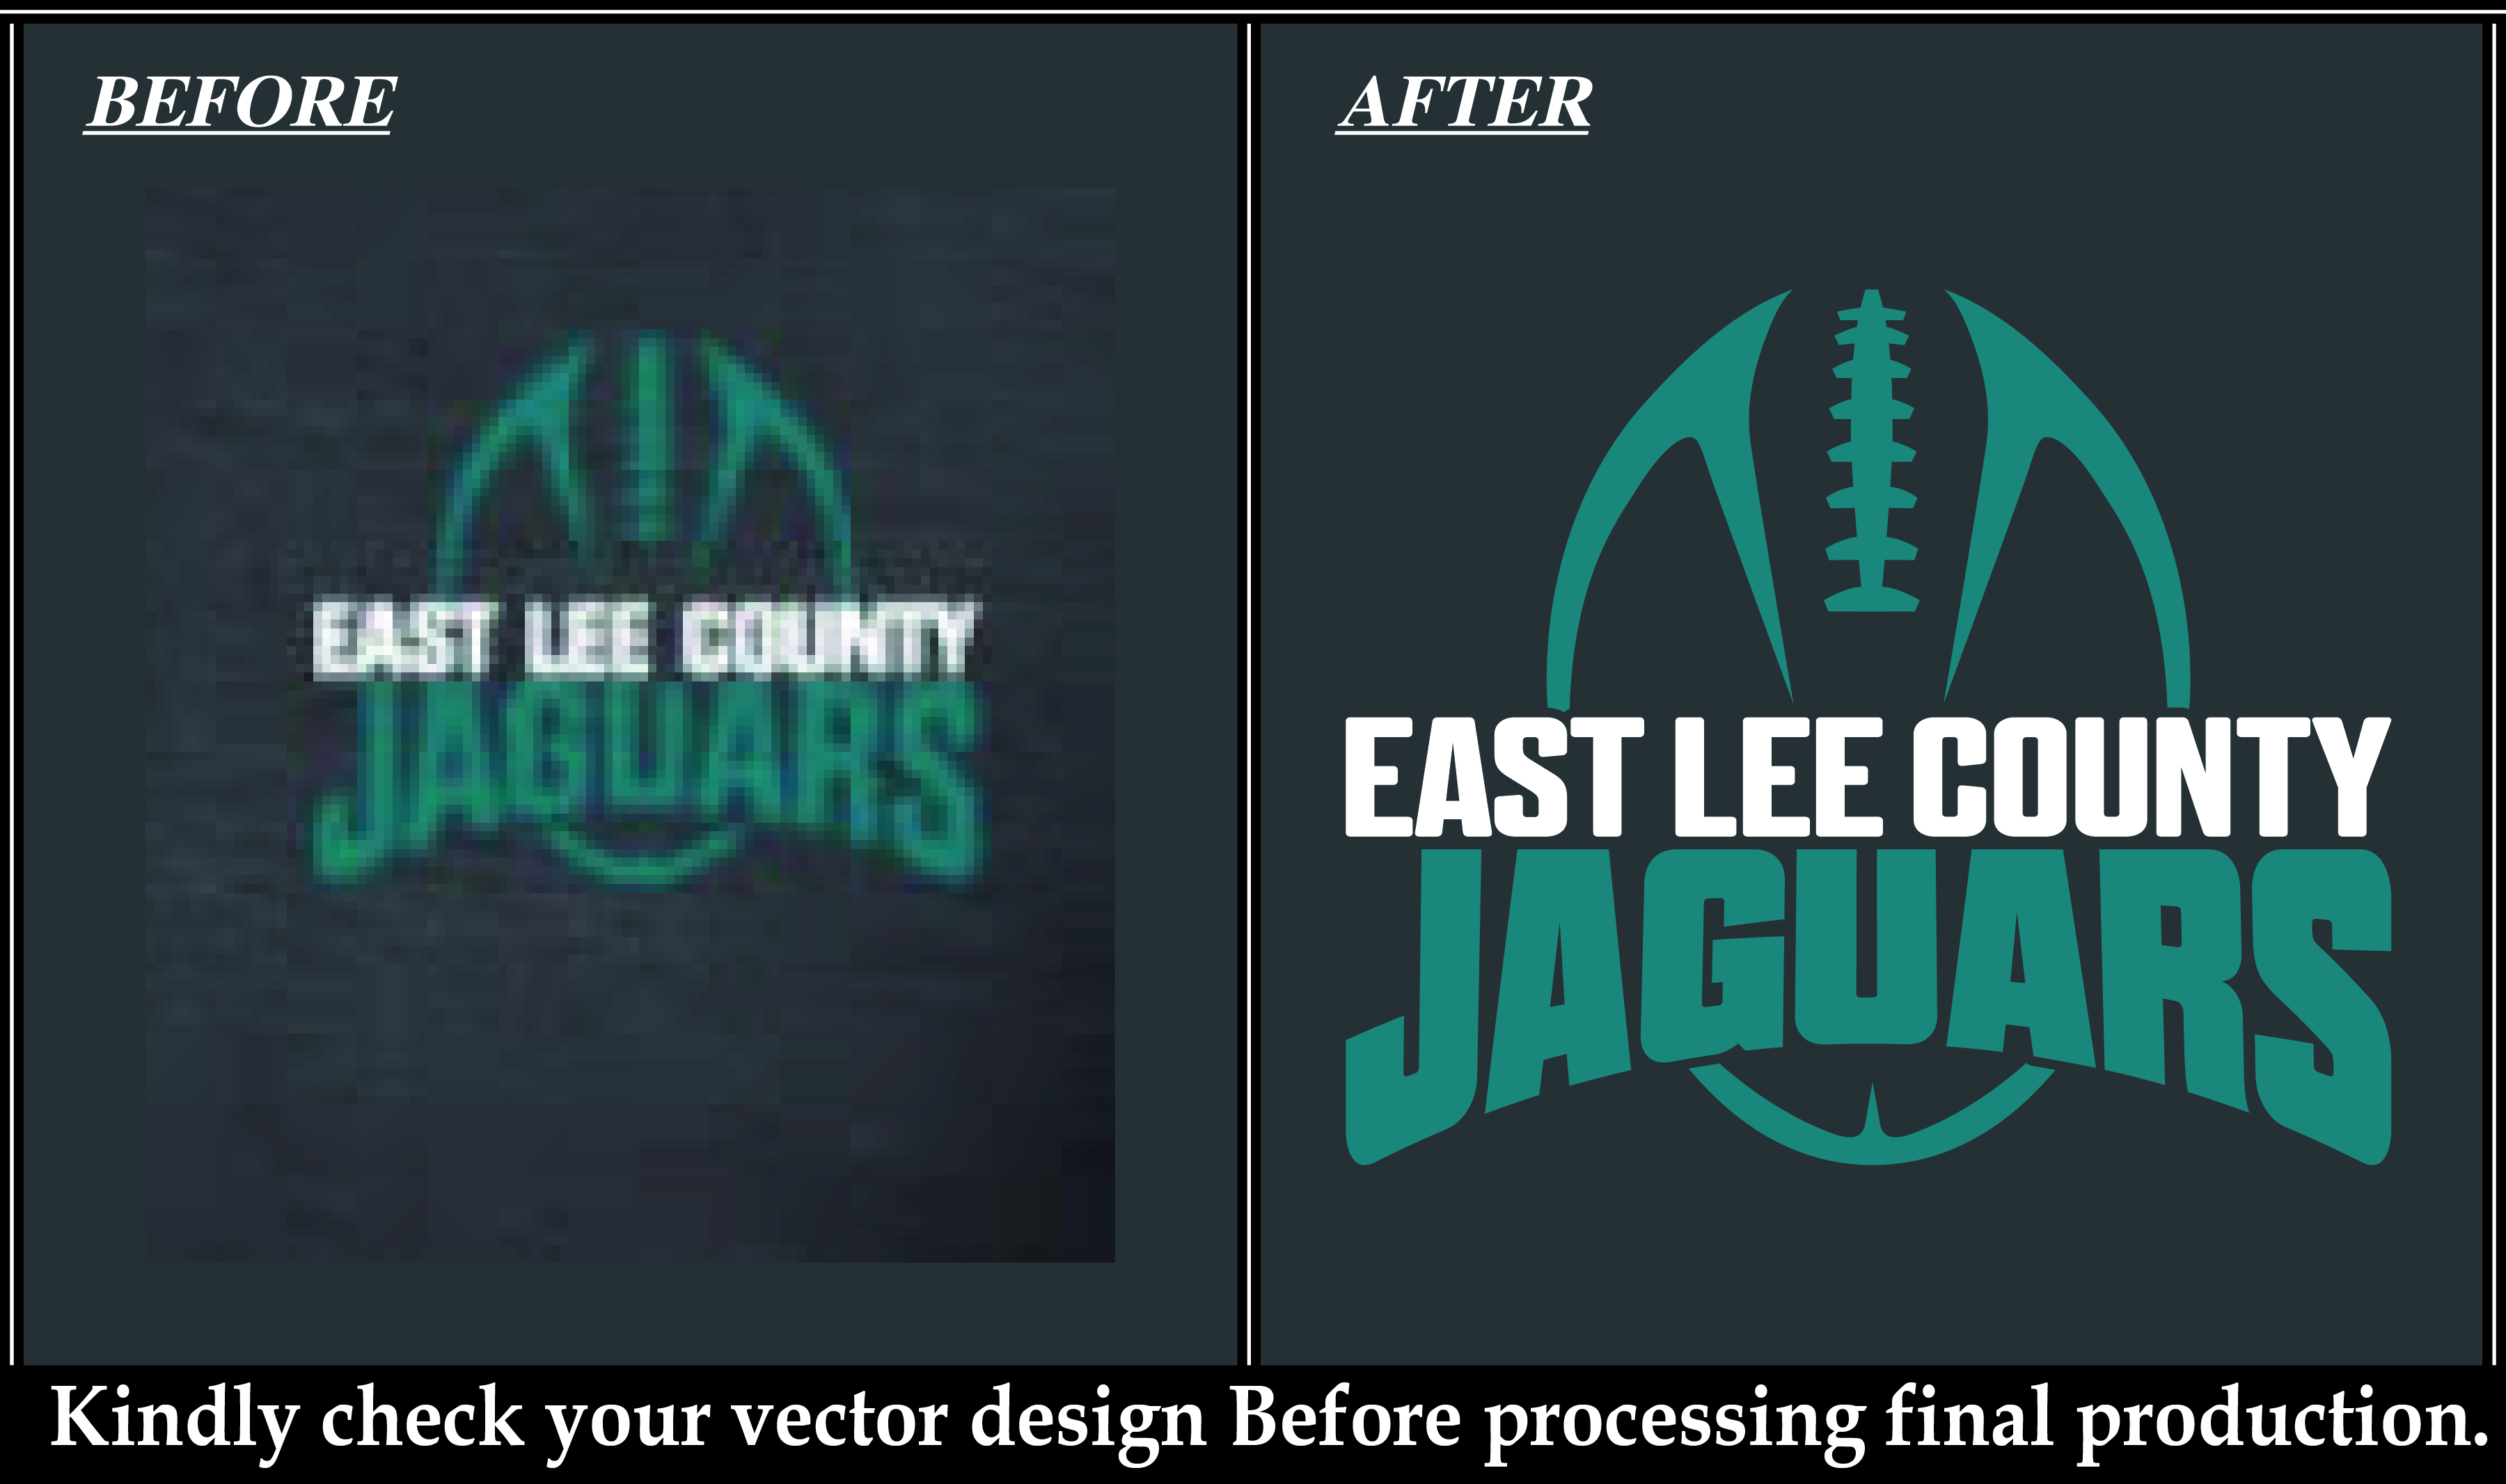 BEFORE
AFTER
EAST LEE COUNTY
JAGUARS
EAST LEE COUNTY
JAGUARS
Kindly check your vector design Before processing final production.